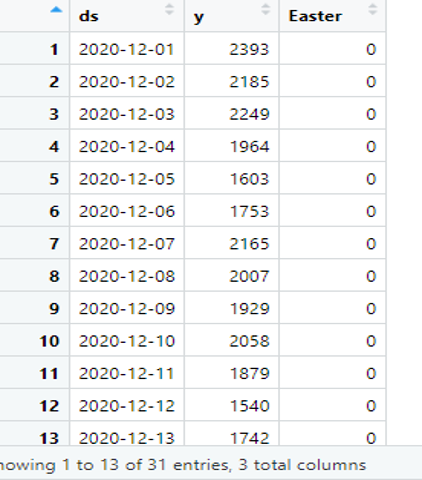 ds y Easter
1 2020-12-01 2393 0
2 2020-12-02 2185 0
3 2020-12-03 2249 0
4 2020-12-04 1964 0
5 2020-12-05 1603 0
6 2020-12-06 1753 0
7 2020-12-07 2165 0
8 2020-12-08 2007 0
9 2020-12-09 1929 0
10 2020-12-10 2058 0
11 2020-12-11 1879 0
12 2020-12-12 1540 0
13 2020-12-13 1742 0
howing 1 to 13 of 31 entries, 3 total columns